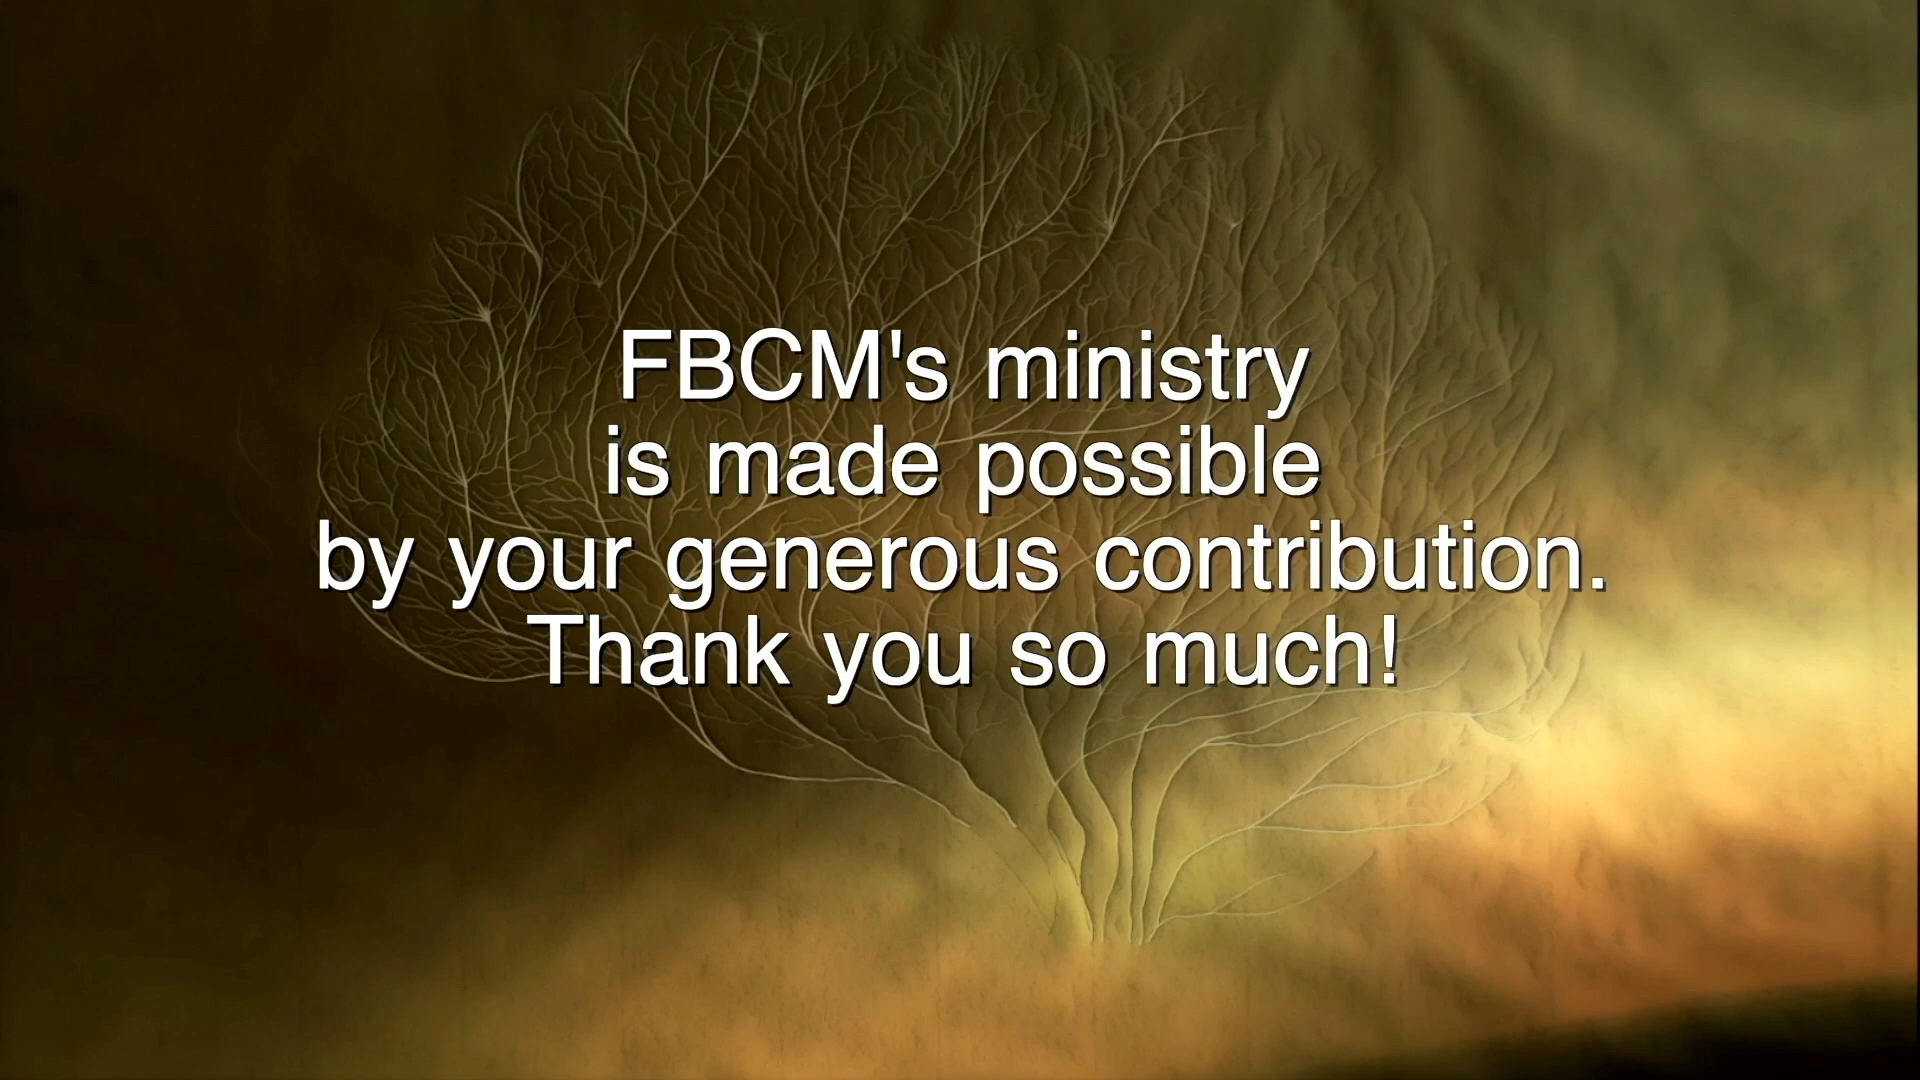 FBCM's ministry
is made possible
by your generous contribution.
Thank you so much!